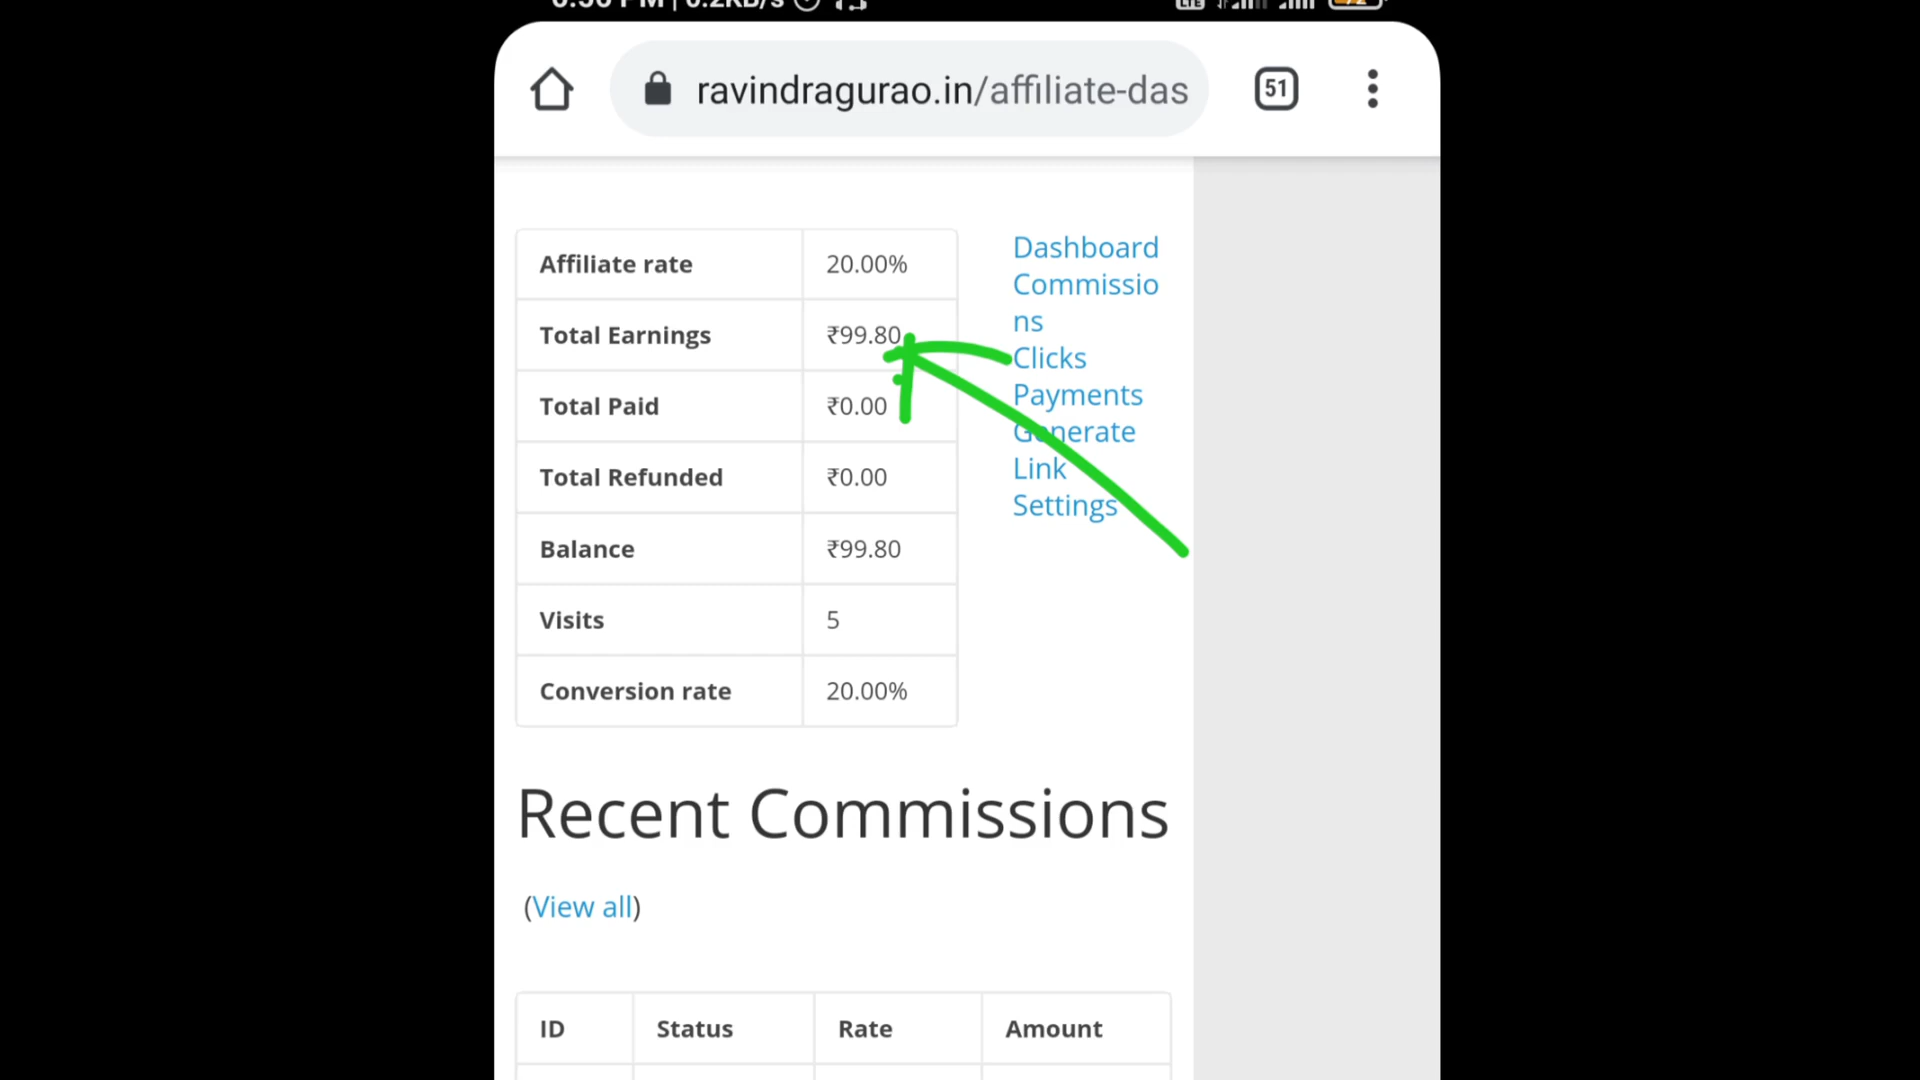 ravindragurao.in/affiliate-das
51
Affiliate rate 20.00%
Total Earnings ₹99.80
Total Paid ₹0.00
Total Refunded ₹0.00
Balance ₹99.80
Visits 5
Conversion rate 20.00%
Dashboard
Commissio
ns
Clicks
Payments
Generate
Link
Settings
Recent Commissions
(View all)
ID Status Rate Amount